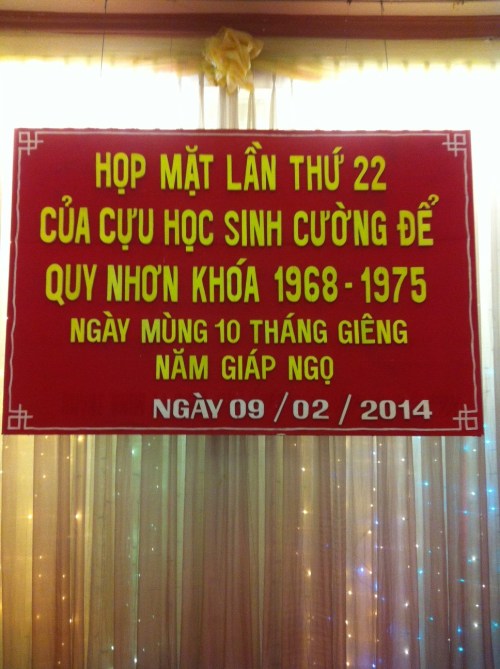 HỌP MẶT LẦN THỨ 22
CỦA CỰU HỌC SINH CƯỜNG ĐỂ
QUY NHƠN KHÓA 1968 - 1975
NGÀY MÙNG 10 THÁNG GIÊNG
NĂM GIÁP NGỌ
NGÀY 09 / 02 / 2014